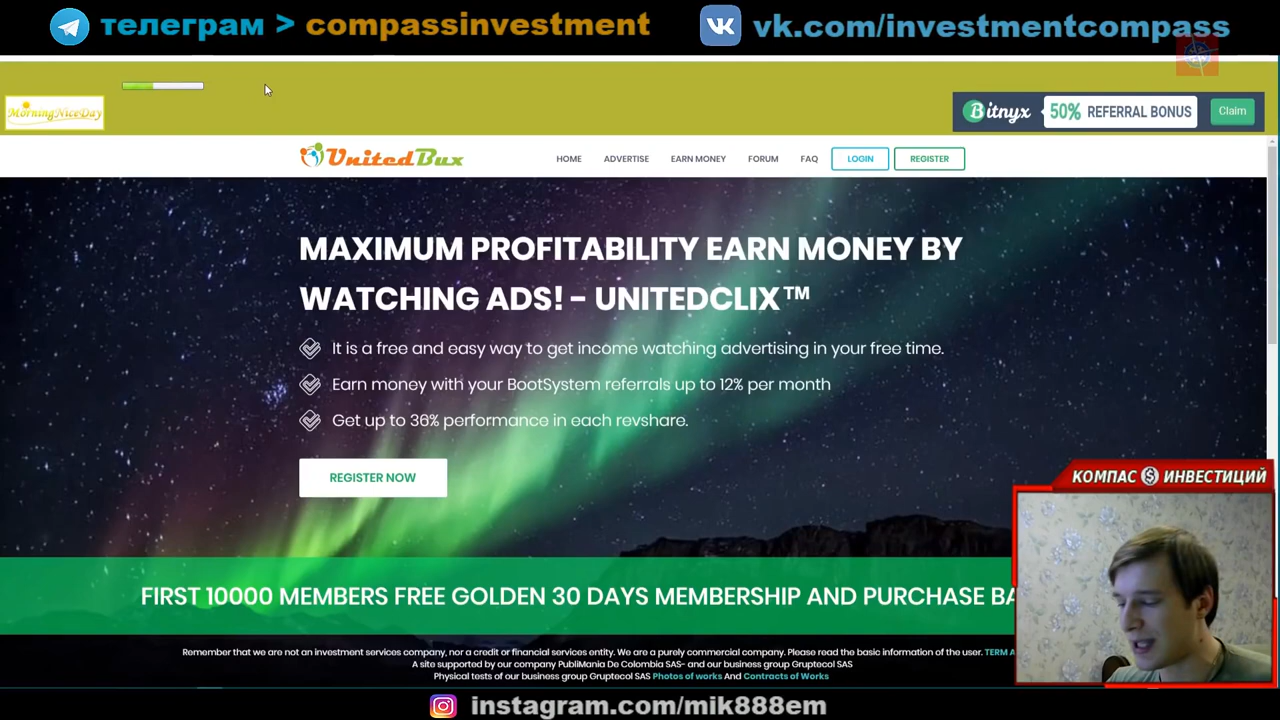 телеграм > compassinvestment
vk.com/investmentcompass
MorningNiceDay
Bitnyx 50% REFERRAL BONUS Claim
UnitedBux
HOME ADVERTISE EARN MONEY FORUM FAQ LOGIN REGISTER
MAXIMUM PROFITABILITY EARN MONEY BY
WATCHING ADS! - UNITEDCLIX™
It is a free and easy way to get income watching advertising in your free time.
Earn money with your BootSystem referrals up to 12% per month
Get up to 36% performance in each revshare.
REGISTER NOW
КОМПАС $ ИНВЕСТИЦИЙ
FIRST 10000 MEMBERS FREE GOLDEN 30 DAYS MEMBERSHIP AND PURCHASE BA
Remember that we are not an investment services company, nor a credit or financial services entity. We are a purely commercial company. Please read the basic information of the user. TERM A
A site supported by our company PubliMania De Colombia SAS- and our business group Gruptecol SAS
Physical tests of our business group Gruptecol SAS Photos of works And Contracts of Works
instagram.com/mik888em